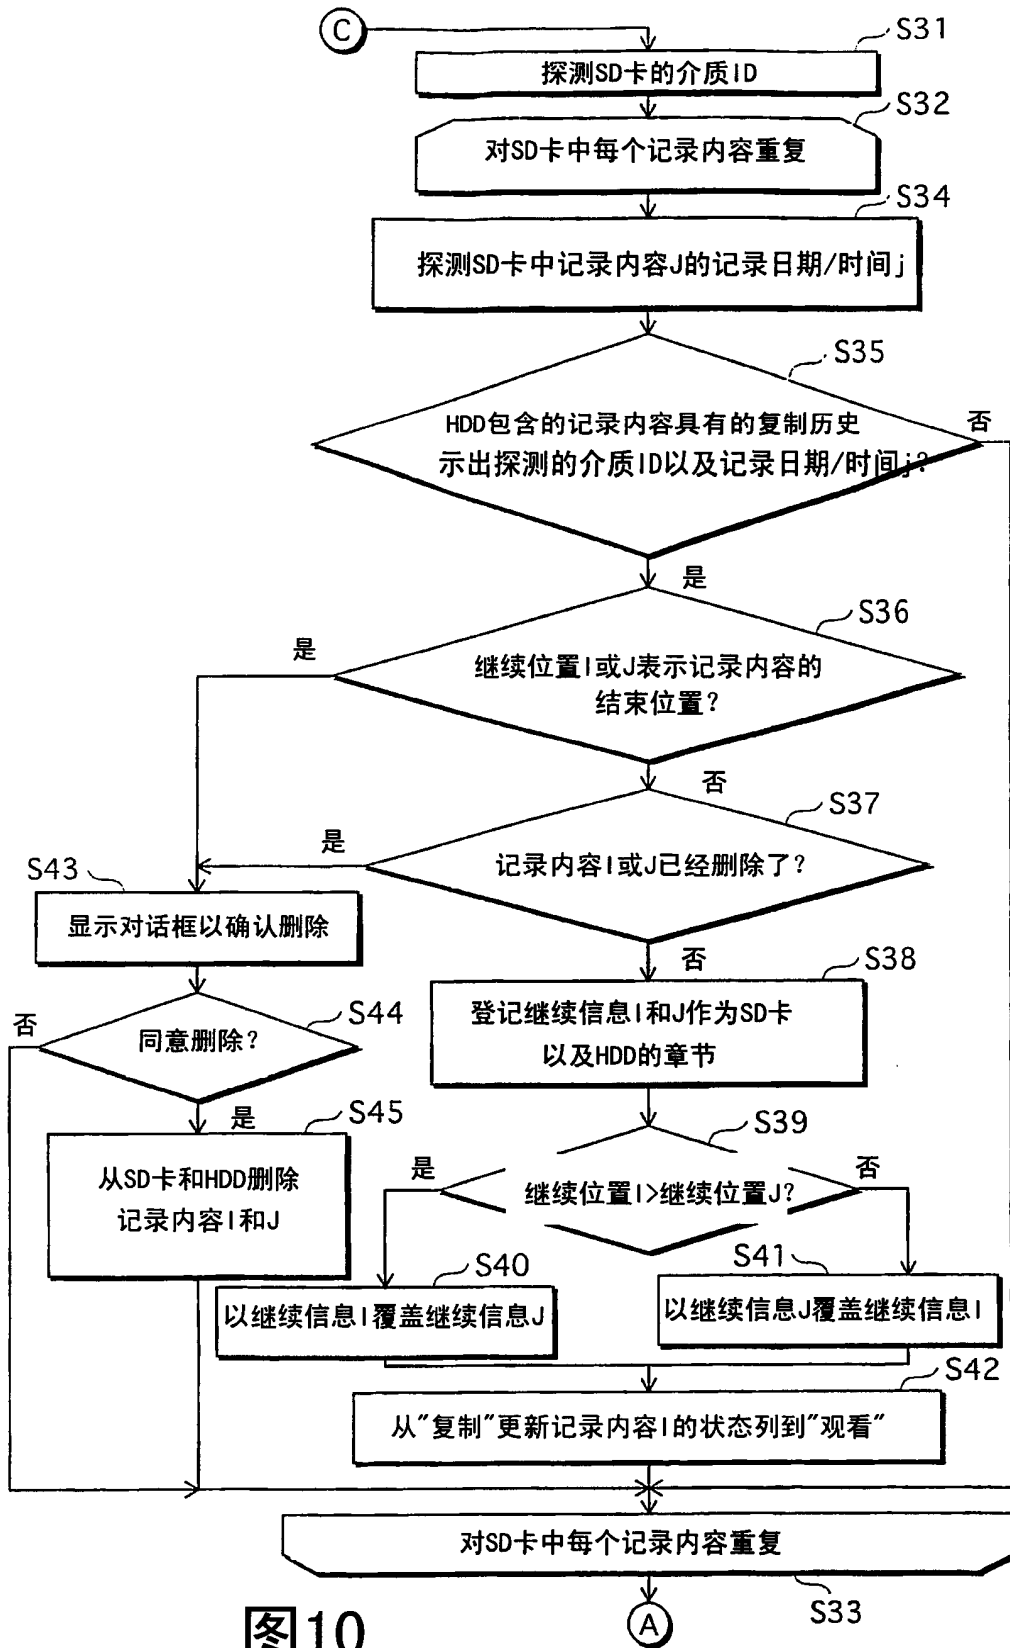 C
S31
探测SD卡的介质ID
S32
对SD卡中每个记录内容重复
S34
探测SD卡中记录内容J的记录日期/时间j
S35
HDD包含的记录内容具有的复制历史
示出探测的介质ID以及记录日期/时间j?
否
是
S36
继续位置I或J表示记录内容的
结束位置?
是
否
S37
记录内容I或J已经删除了?
是
否
S43
显示对话框以确认删除
S38
登记继续信息I和J作为SD卡
以及HDD的章节
S44
同意删除?
否
是
S45
从SD卡和HDD删除
记录内容I和J
S39
继续位置I>继续位置J?
是
否
S40
以继续信息I覆盖继续信息J
S41
以继续信息J覆盖继续信息I
S42
从"复制"更新记录内容I的状态列到"观看"
对SD卡中每个记录内容重复
S33
A
图10